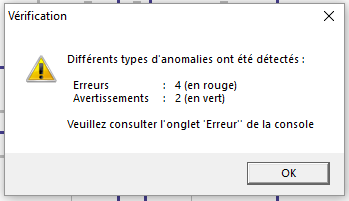 Vérification
Différents types d'anomalies ont été détectés :
Erreurs : 4 (en rouge)
Avertissements : 2 (en vert)
Veuillez consulter l'onglet 'Erreur'' de la console
OK